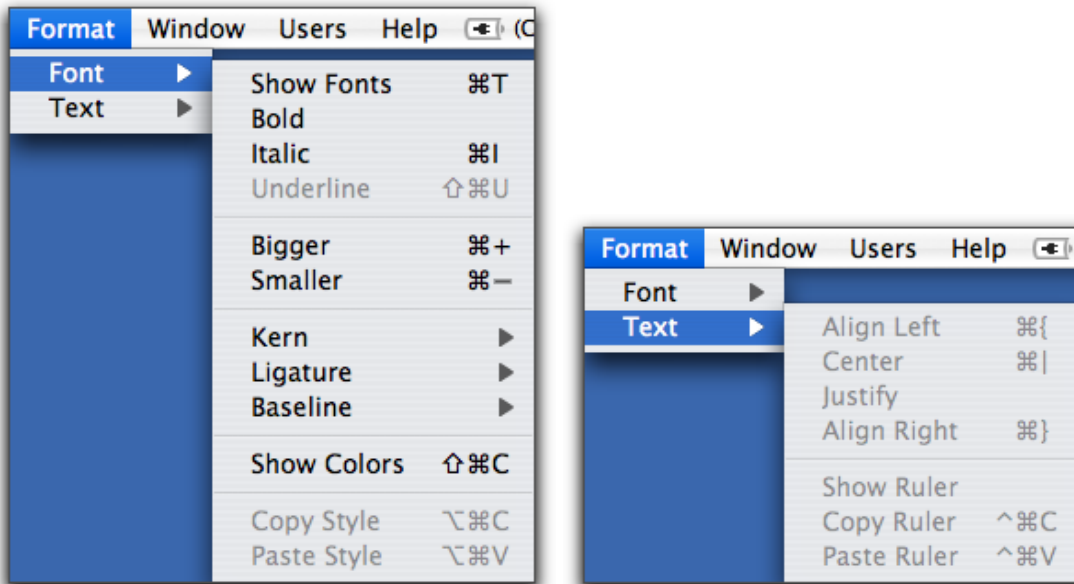 Format Window Users Help (C
Font
Text
Show Fonts ⌘T
Bold
Italic ⌘I
Underline ⇧⌘U
Bigger ⌘+
Smaller ⌘−
Kern
Ligature
Baseline
Show Colors ⇧⌘C
Copy Style ⌥⌘C
Paste Style ⌥⌘V
Format Window Users Help
Font
Text
Align Left ⌘{
Center ⌘|
Justify
Align Right ⌘}
Show Ruler
Copy Ruler ^⌘C
Paste Ruler ^⌘V